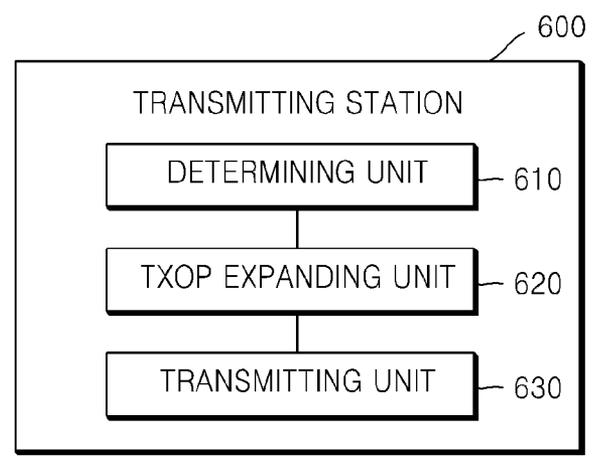 600
TRANSMITTING STATION
DETERMINING UNIT
610
TXOP EXPANDING UNIT
620
TRANSMITTING UNIT
630